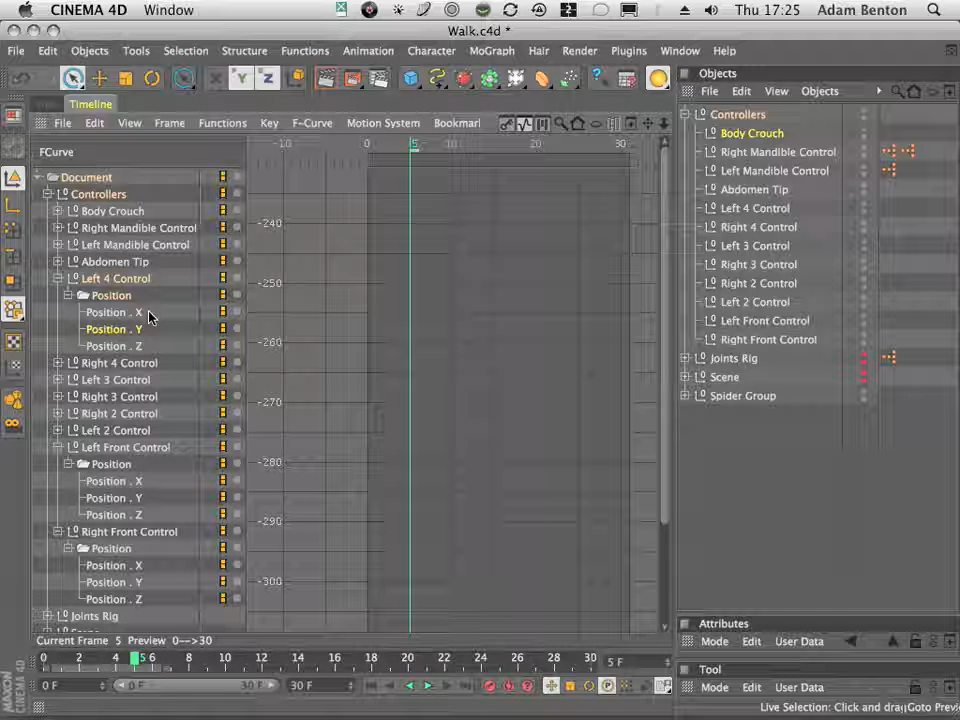 CINEMA 4D Window Thu 17:25 Adam Benton
Walk.c4d *
File Edit Objects Tools Selection Structure Functions Animation Character MoGraph Hair Render Plugins Window Help
Timeline
File Edit View Frame Functions Key F-Curve Motion System Bookmarl
FCurve
-10 0 5 10 20 30
Document
Controllers
Body Crouch
Right Mandible Control
Left Mandible Control
Abdomen Tip
Left 4 Control
Position
Position . X
Position . Y
Position . Z
Right 4 Control
Left 3 Control
Right 3 Control
Right 2 Control
Left 2 Control
Left Front Control
Position
Position . X
Position . Y
Position . Z
Right Front Control
Position
Position . X
Position . Y
Position . Z
Joints Rig
-240
-250
-260
-270
-280
-290
-300
Current Frame 5 Preview 0-->30
0 2 4 5 6 8 10 12 14 16 18 20 22 24 26 28 30 5 F
0 F 0 F 30 F 30 F
MAXON
CINEMA 4D
Objects
File Edit View Objects
Controllers
Body Crouch
Right Mandible Control
Left Mandible Control
Abdomen Tip
Left 4 Control
Right 4 Control
Left 3 Control
Right 3 Control
Right 2 Control
Left 2 Control
Left Front Control
Right Front Control
Joints Rig
Scene
Spider Group
Attributes
Mode Edit User Data
Tool
Mode Edit User Data
Live Selection: Click and dra
Goto Previ